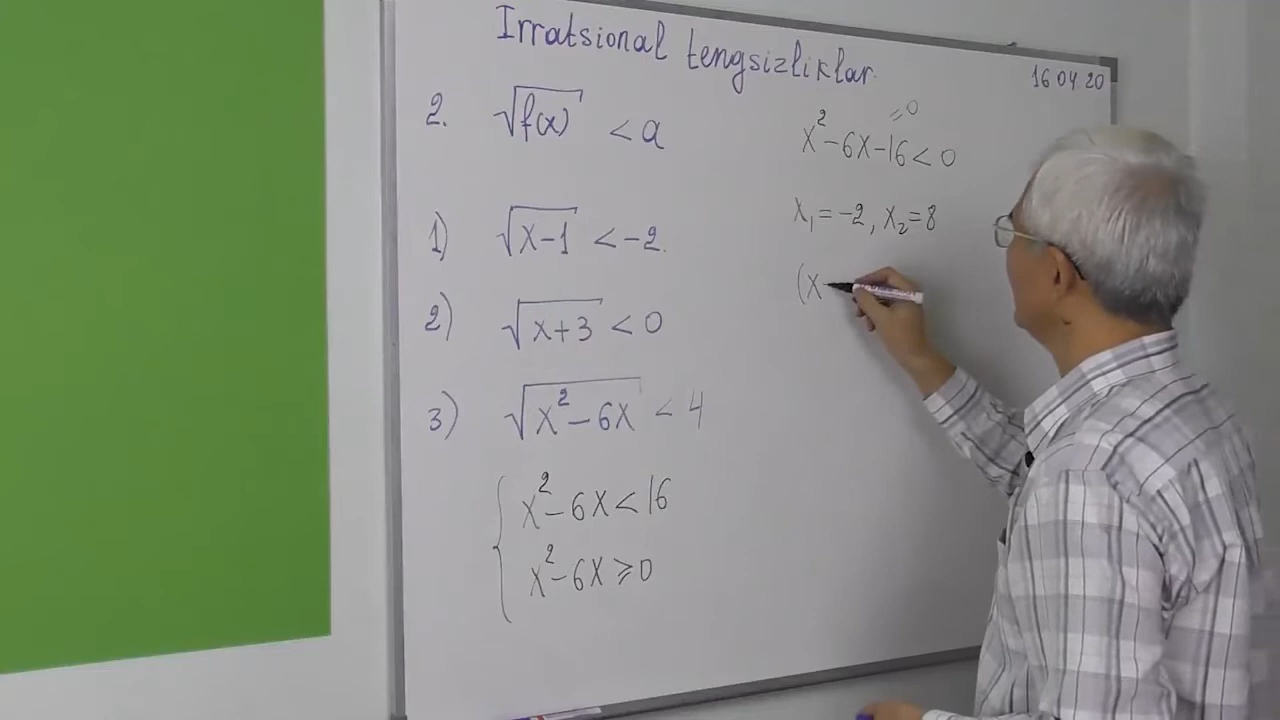 Irratsional tengsizliklar.
16 04 20
2. √f(x) < a
1) √x-1 < -2.
2) √x+3 < 0
3) √x²-6x < 4
x²-6x < 16
x²-6x ⩾ 0
=0
x²-6x-16 < 0
x₁=-2, x₂=8
(x-